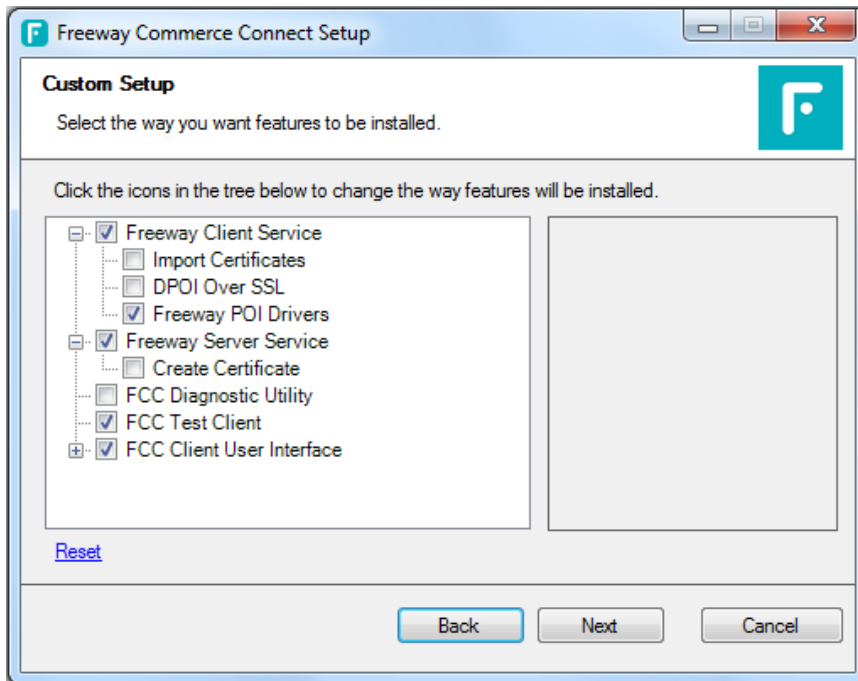 Freeway Commerce Connect Setup
Custom Setup
Select the way you want features to be installed.
Click the icons in the tree below to change the way features will be installed.
Freeway Client Service
Import Certificates
DPOI Over SSL
Freeway POI Drivers
Freeway Server Service
Create Certificate
FCC Diagnostic Utility
FCC Test Client
FCC Client User Interface
Reset
Back Next Cancel